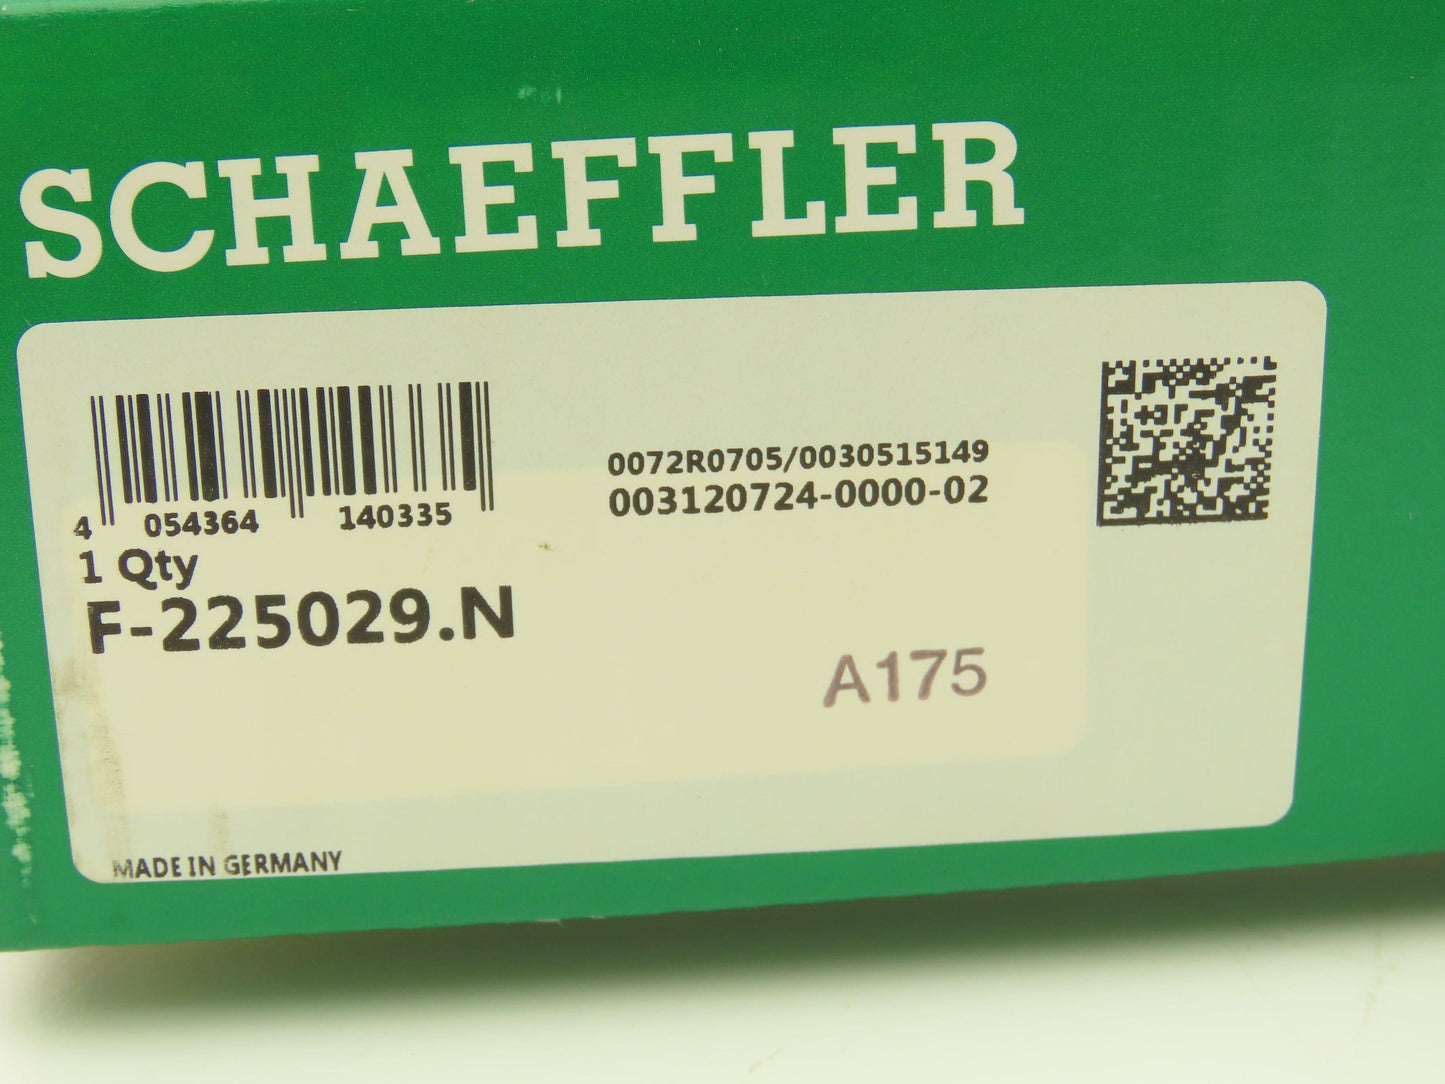 SCHAEFFLER
0072R0705/0030515149
003120724-0000-02
4 054364 140335
1 Qty
F-225029.N
A175
MADE IN GERMANY